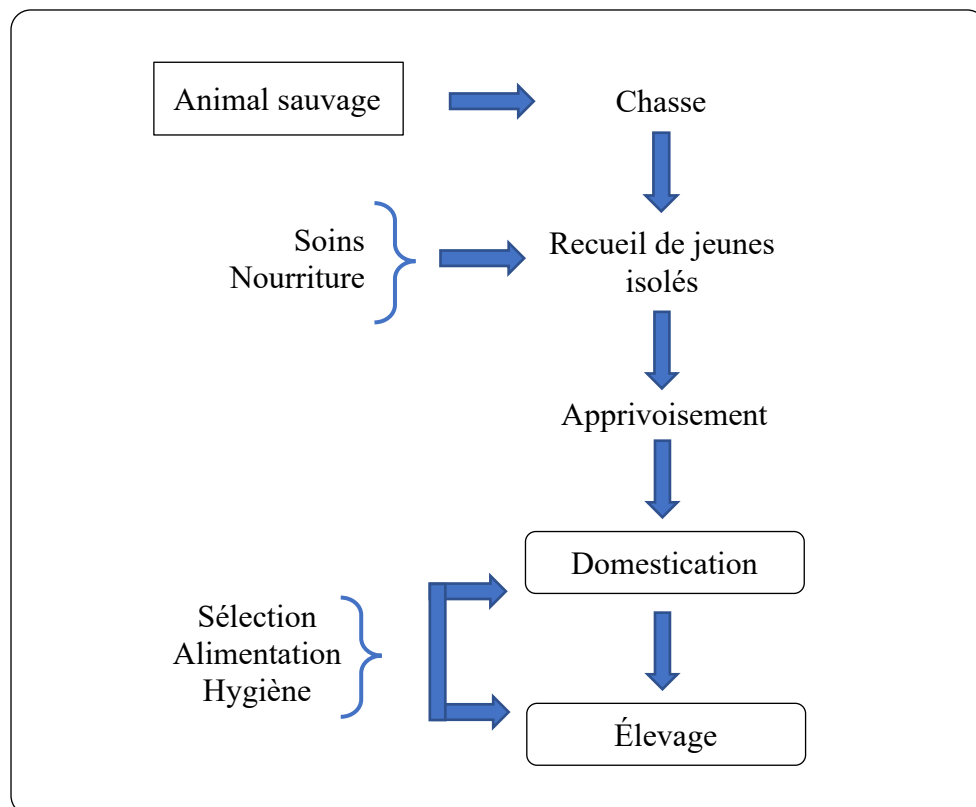 Animal sauvage
Chasse
Soins
Nourriture
Recueil de jeunes
isolés
Apprivoisement
Domestication
Sélection
Alimentation
Hygiène
Élevage